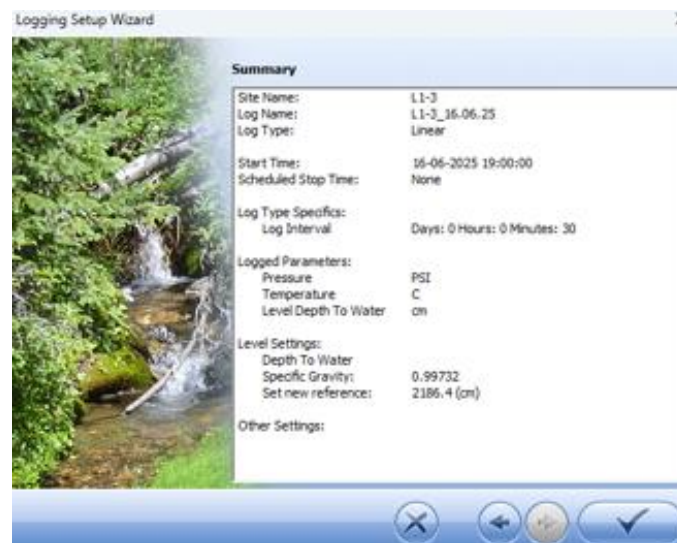 Logging Setup Wizard
Summary
Site Name: L1-3
Log Name: L1-3_16.06.25
Log Type: Linear
Start Time: 16-06-2025 19:00:00
Scheduled Stop Time: None
Log Type Specifics:
Log Interval Days: 0 Hours: 0 Minutes: 30
Logged Parameters:
Pressure PSI
Temperature C
Level Depth To Water cm
Level Settings:
Depth To Water
Specific Gravity: 0.99732
Set new reference: 2186.4 (cm)
Other Settings: